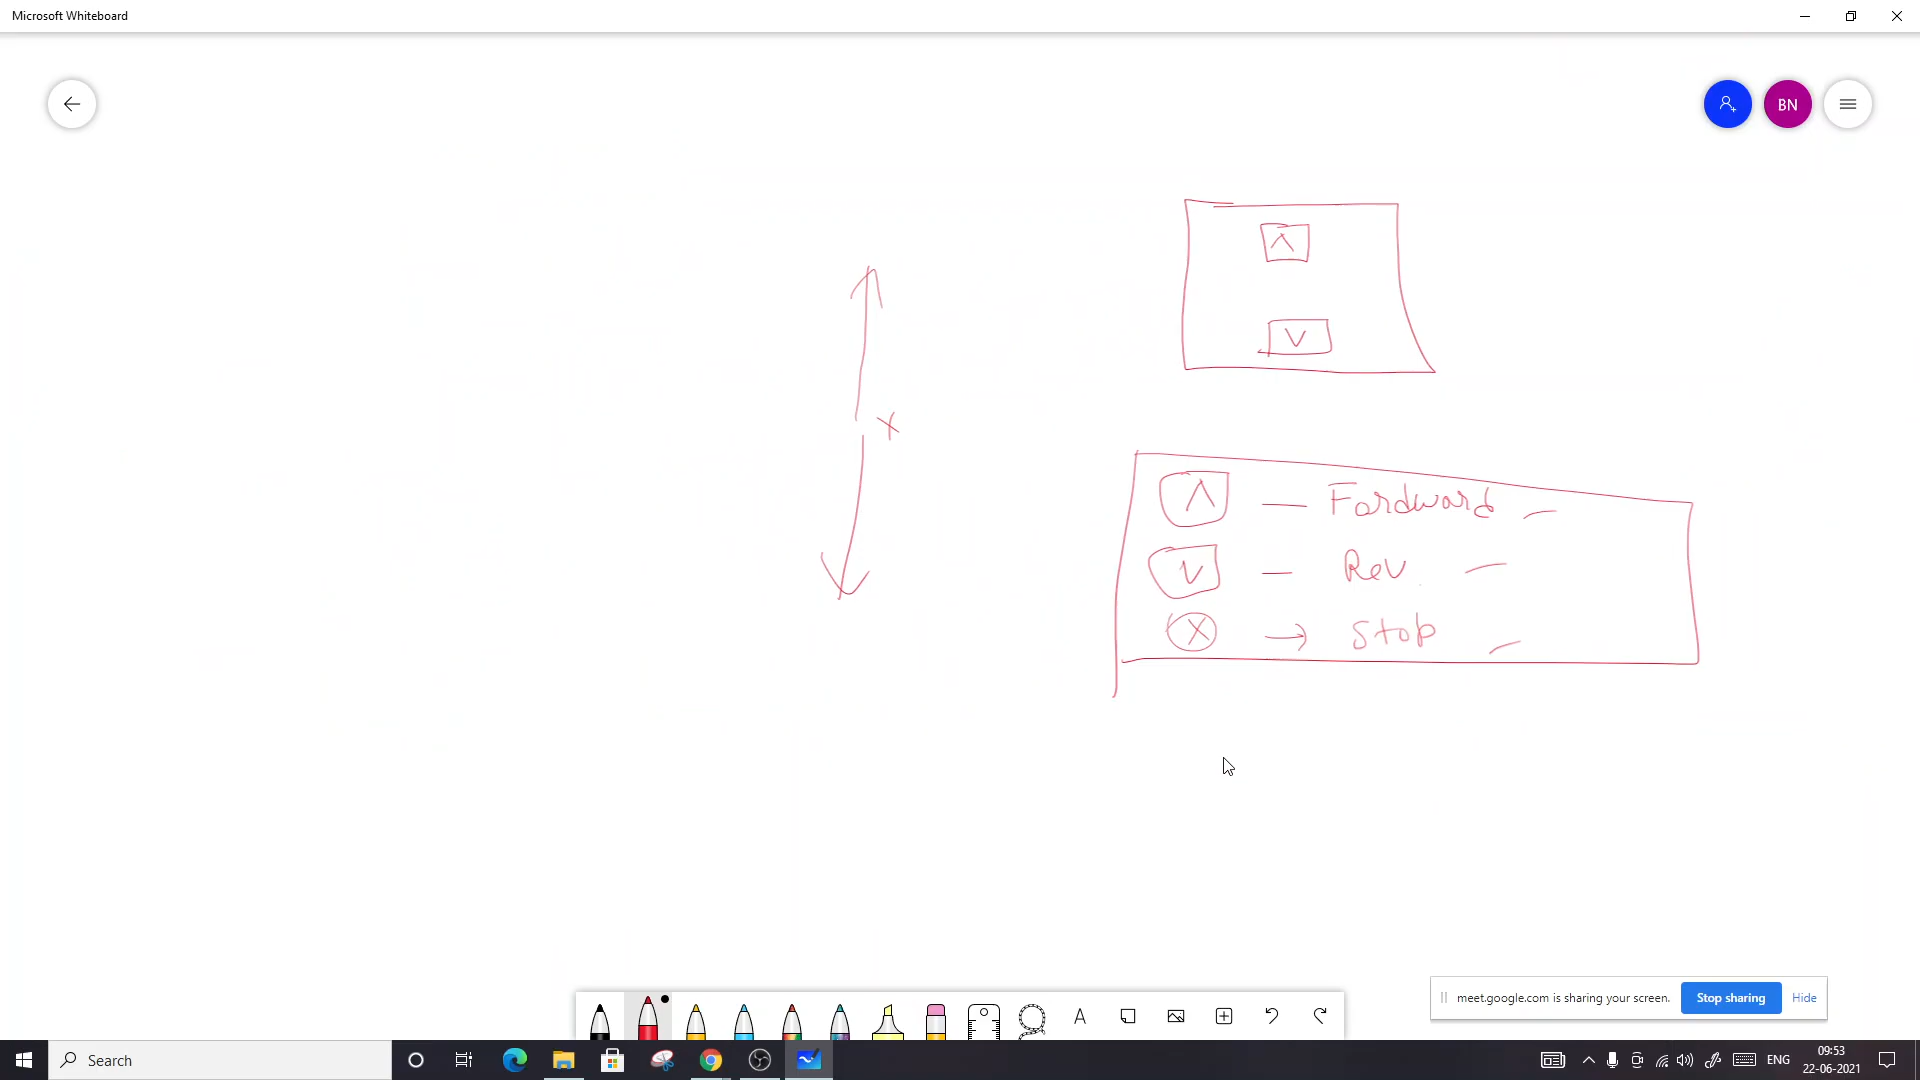 Microsoft Whiteboard
BN
Λ
V
X
Λ — Fordward
V — Rev.
X → Stop
A
meet.google.com is sharing your screen. Stop sharing Hide
Search
ENG
09:53
22-06-2021